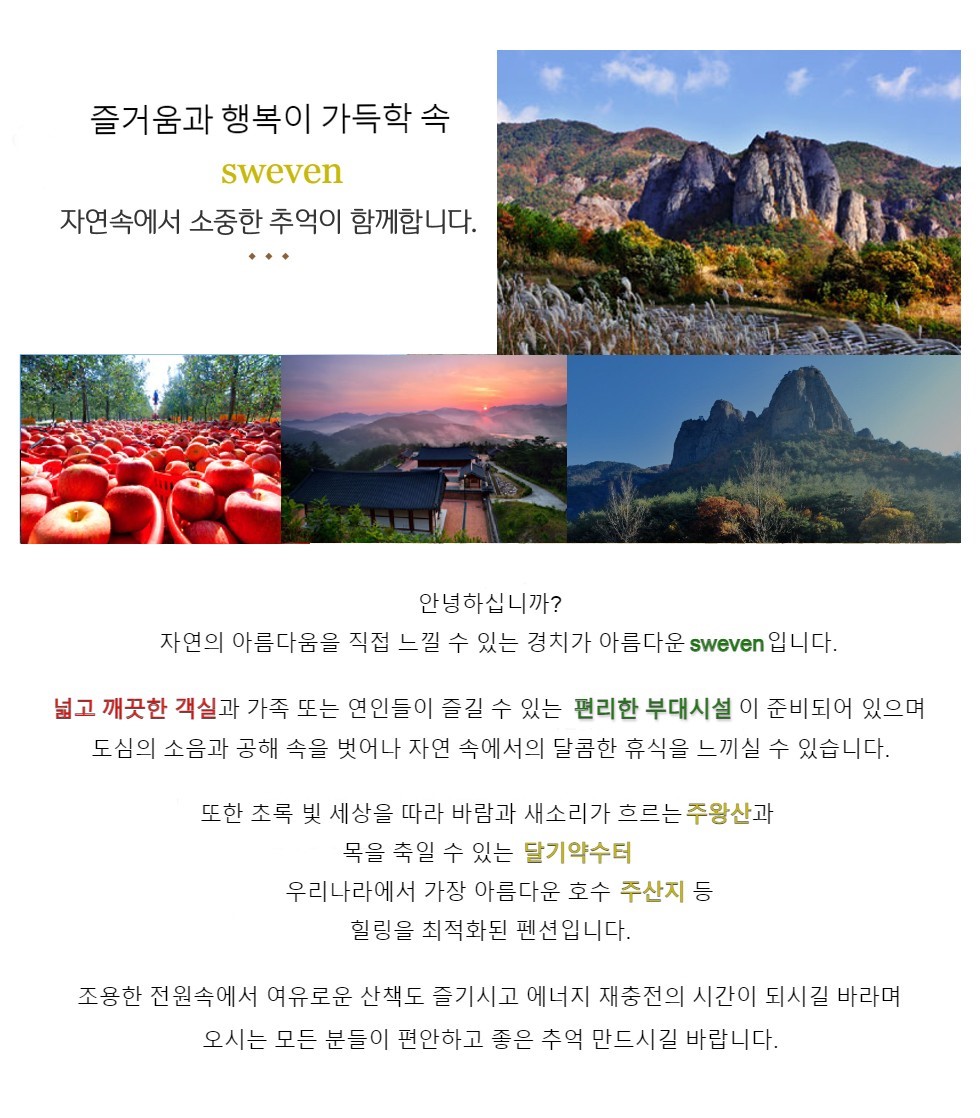 즐거움과 행복이 가득학 속
sweven
자연속에서 소중한 추억이 함께합니다.
안녕하십니까?
자연의 아름다움을 직접 느낄 수 있는 경치가 아름다운 sweven입니다.
넓고 깨끗한 객실과 가족 또는 연인들이 즐길 수 있는 편리한 부대시설 이 준비되어 있으며
도심의 소음과 공해 속을 벗어나 자연 속에서의 달콤한 휴식을 느끼실 수 있습니다.
또한 초록 빛 세상을 따라 바람과 새소리가 흐르는 주왕산과
목을 축일 수 있는 달기약수터
우리나라에서 가장 아름다운 호수 주산지 등
힐링을 최적화된 펜션입니다.
조용한 전원속에서 여유로운 산책도 즐기시고 에너지 재충전의 시간이 되시길 바라며
오시는 모든 분들이 편안하고 좋은 추억 만드시길 바랍니다.